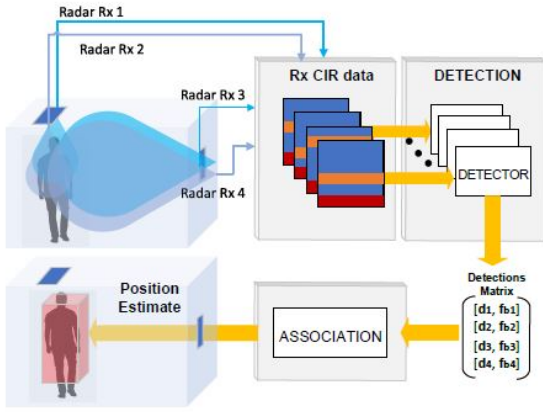 Radar Rx 1
Radar Rx 2
Radar Rx 3
Radar Rx 4
Rx CIR data
DETECTION
DETECTOR
Detections
Matrix
[d1, fb1]
[d2, fb2]
[d3, fb3]
[d4, fb4]
ASSOCIATION
Position
Estimate